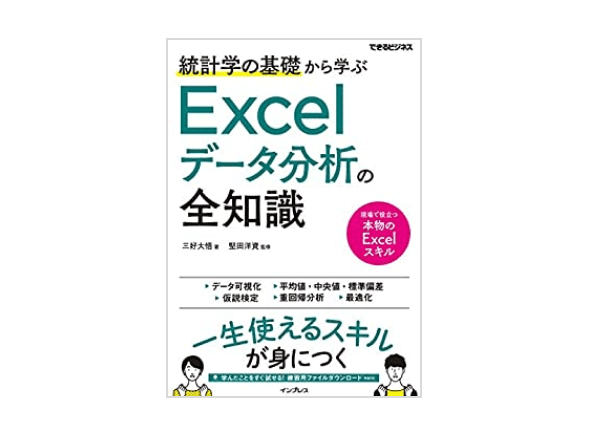 できるビジネス
統計学の基礎から学ぶ
Excel
データ分析の
全知識
三好大悟 著 堅田洋資 監修
現場で役立つ
本物の
Excel
スキル
▶データ可視化 ▶平均値・中央値・標準偏差
▶仮説検定 ▶重回帰分析 ▶最適化
一生使えるスキル
が身につく
学んだことをすぐ試せる! 練習用ファイルダウンロード
インプレス